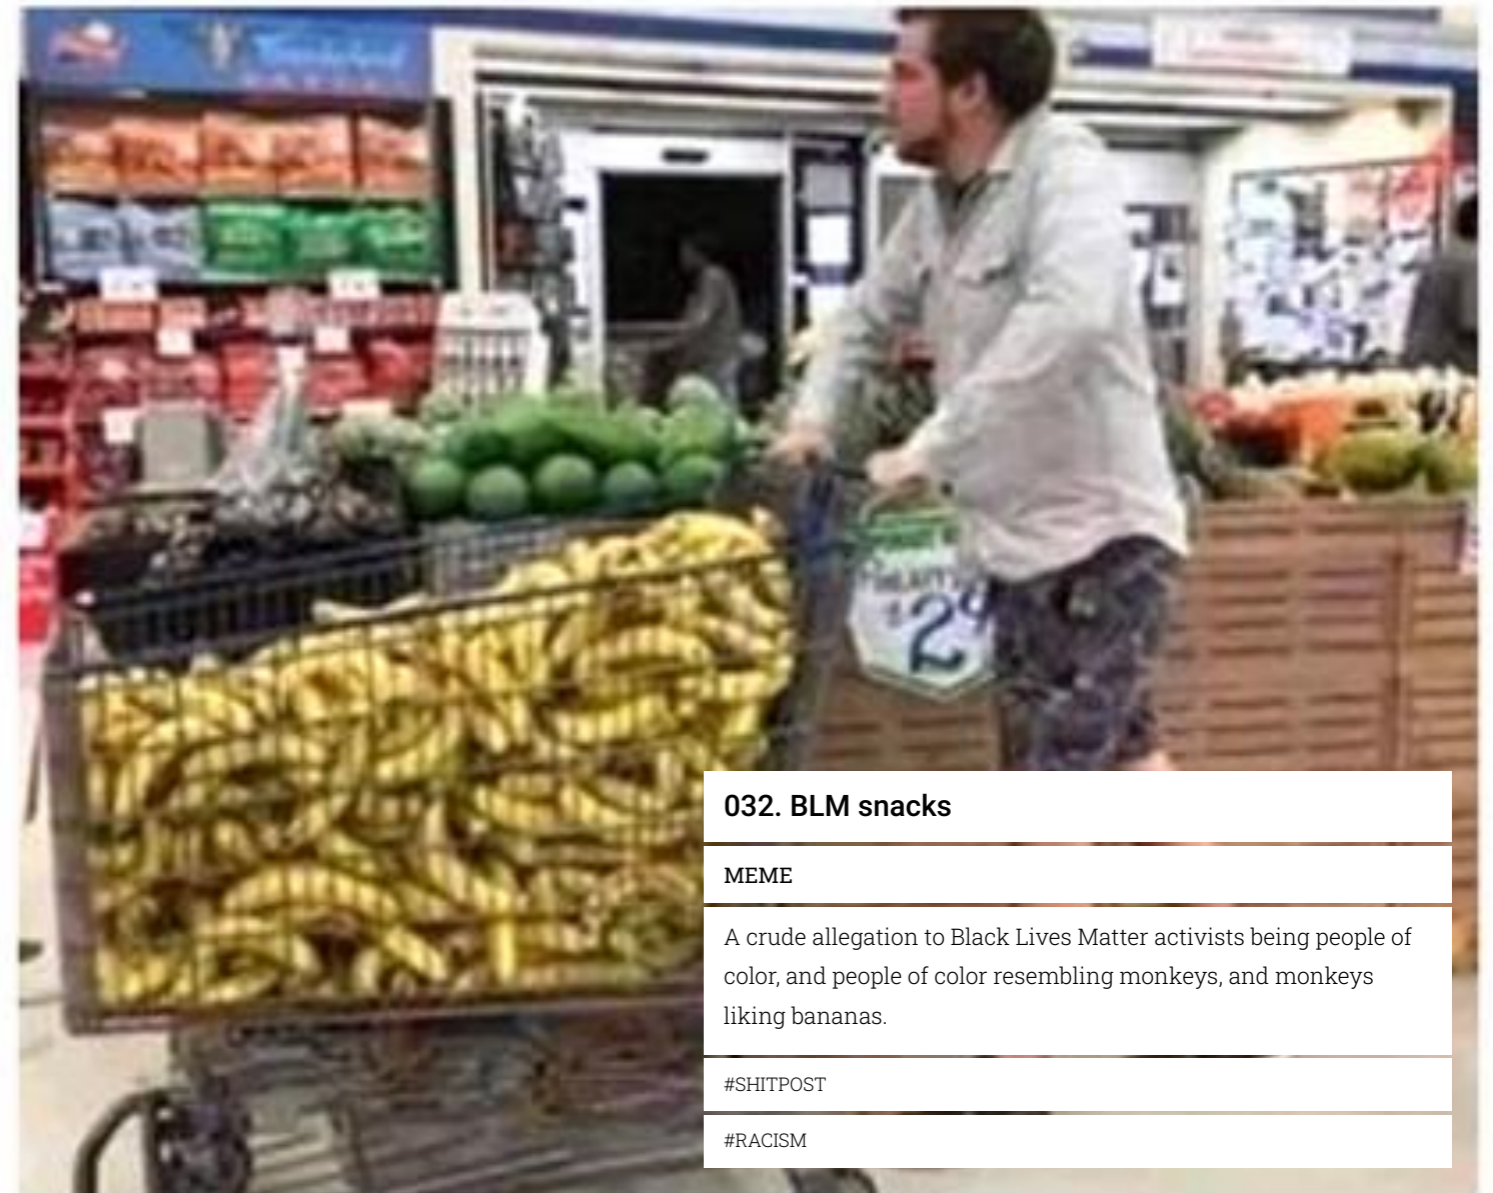 032. BLM snacks
MEME
A crude allegation to Black Lives Matter activists being people of
color, and people of color resembling monkeys, and monkeys
liking bananas.
#SHITPOST
#RACISM